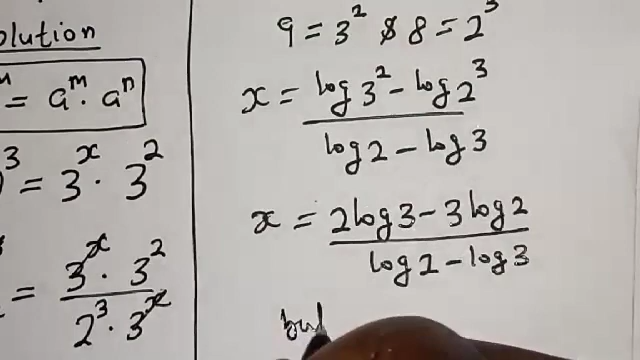 olution
m = a^m · a^n
3 = 3^x · 3^2
= 3^x · 3^2 / 2^3 · 3^x
9 = 3^2 & 8 = 2^3
x = log 3^2 - log 2^3 / log 2 - log 3
x = 2 log 3 - 3 log 2 / log 2 - log 3